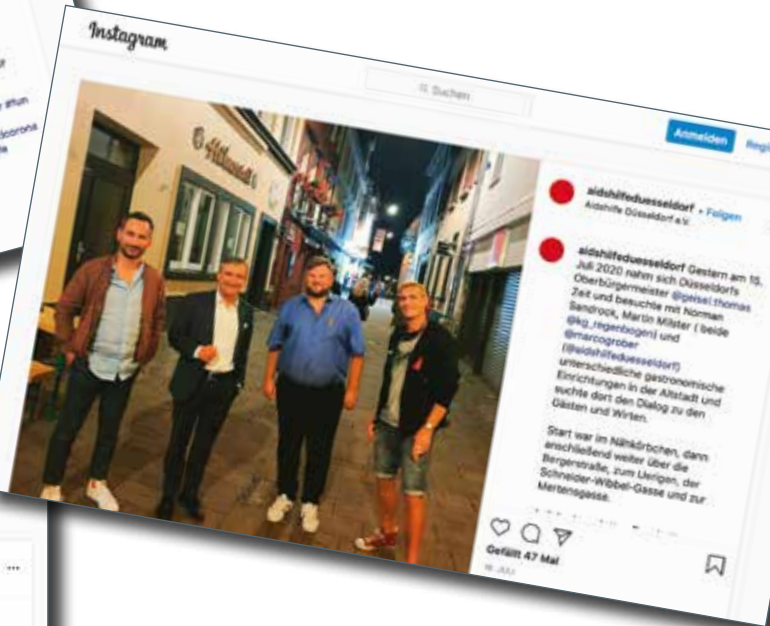 #fun
Instagram
Suchen
Anmelden
aidshilfeduesseldorf • Folgen
Aidshilfe Düsseldorf e.V.
aidshilfeduesseldorf Gestern am 15.
Juli 2020 nahm sich Düsseldorfs
Oberbürgermeister @geisel.thomas
Zeit und besuchte mit Norman
Sandrock, Martin Milster ( beide
@kg_regenbogen) und
@marcogrober
(@aidshilfeduesseldorf)
unterschiedliche gastronomische
Einrichtungen in der Altstadt und
suchte dort den Dialog zu den
Gästen und Wirten.
Start war im Nähkörbchen, dann
anschließend weiter über die
Bergerstraße, zum Uerigen, der
Schneider-Wibbel-Gasse und zur
Mertensgasse.
Gefällt 47 Mal
16. JULI